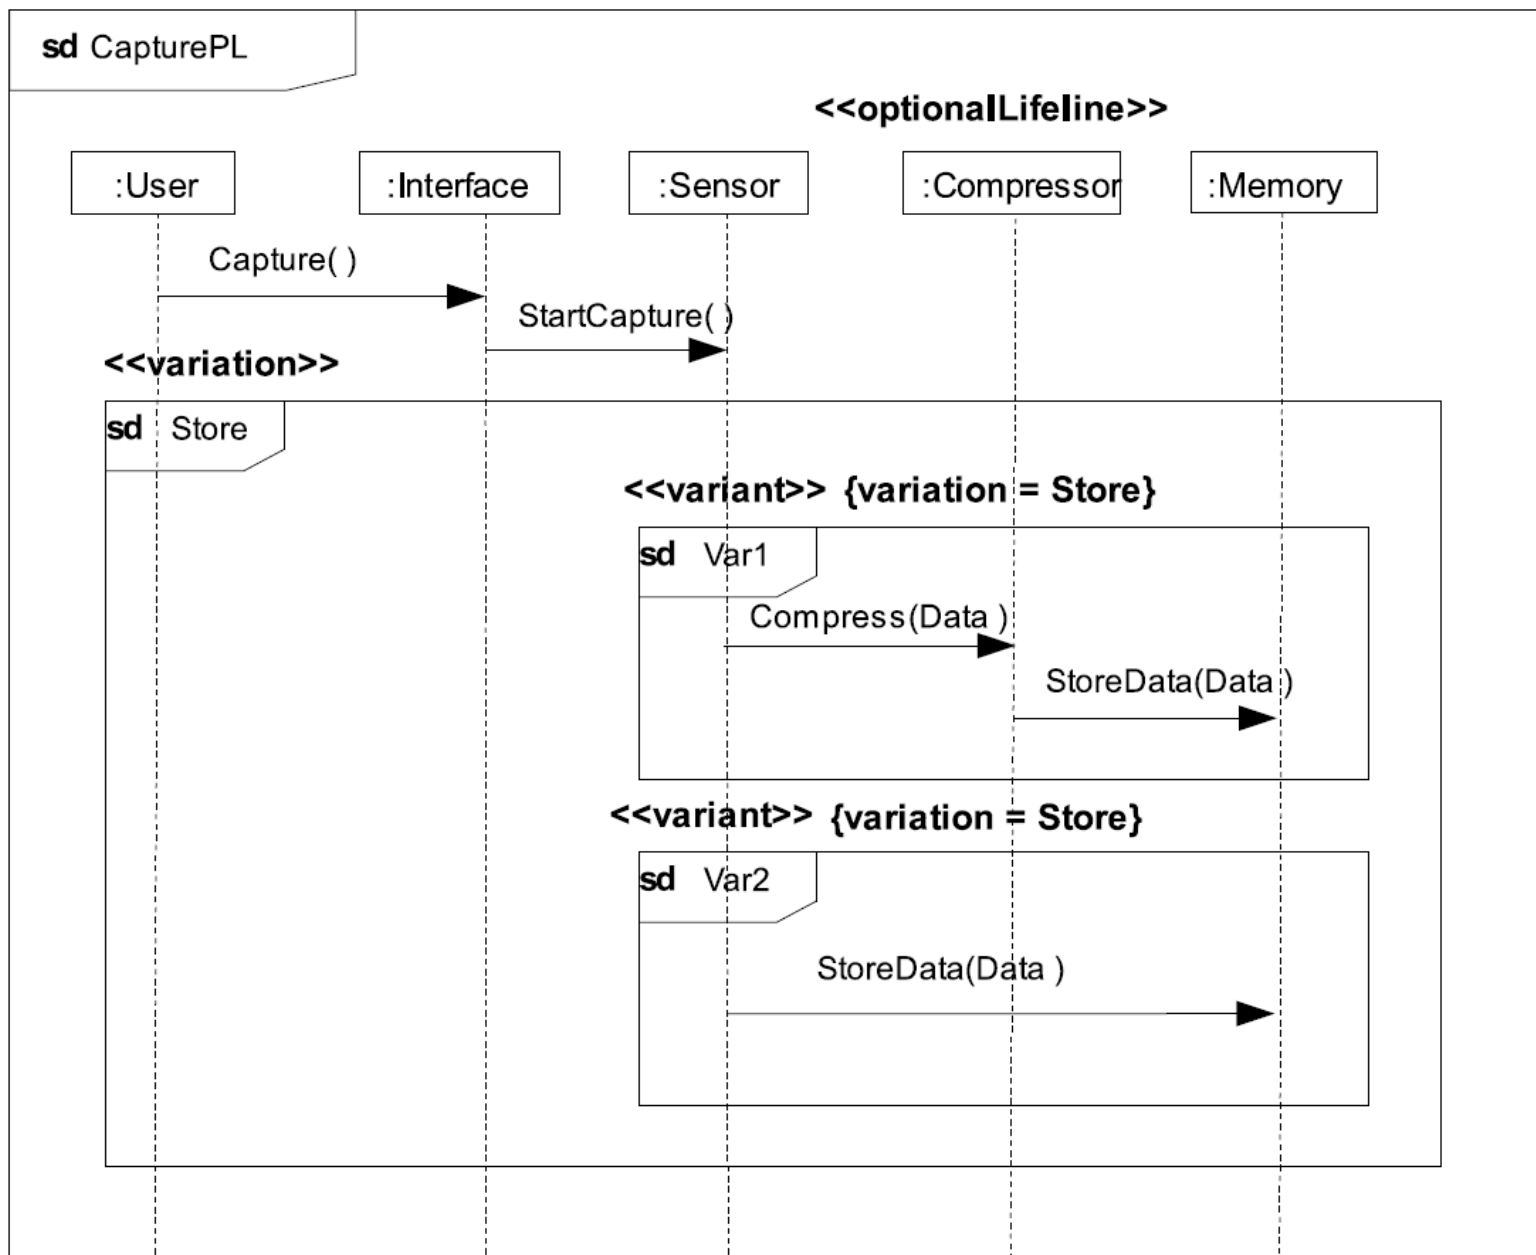 sd CapturePL
<<optionalLifeline>>
:User :Interface :Sensor :Compressor :Memory
Capture( )
StartCapture( )
<<variation>>
sd Store
<<variant>> {variation = Store}
sd Var1
Compress(Data )
StoreData(Data )
<<variant>> {variation = Store}
sd Var2
StoreData(Data )